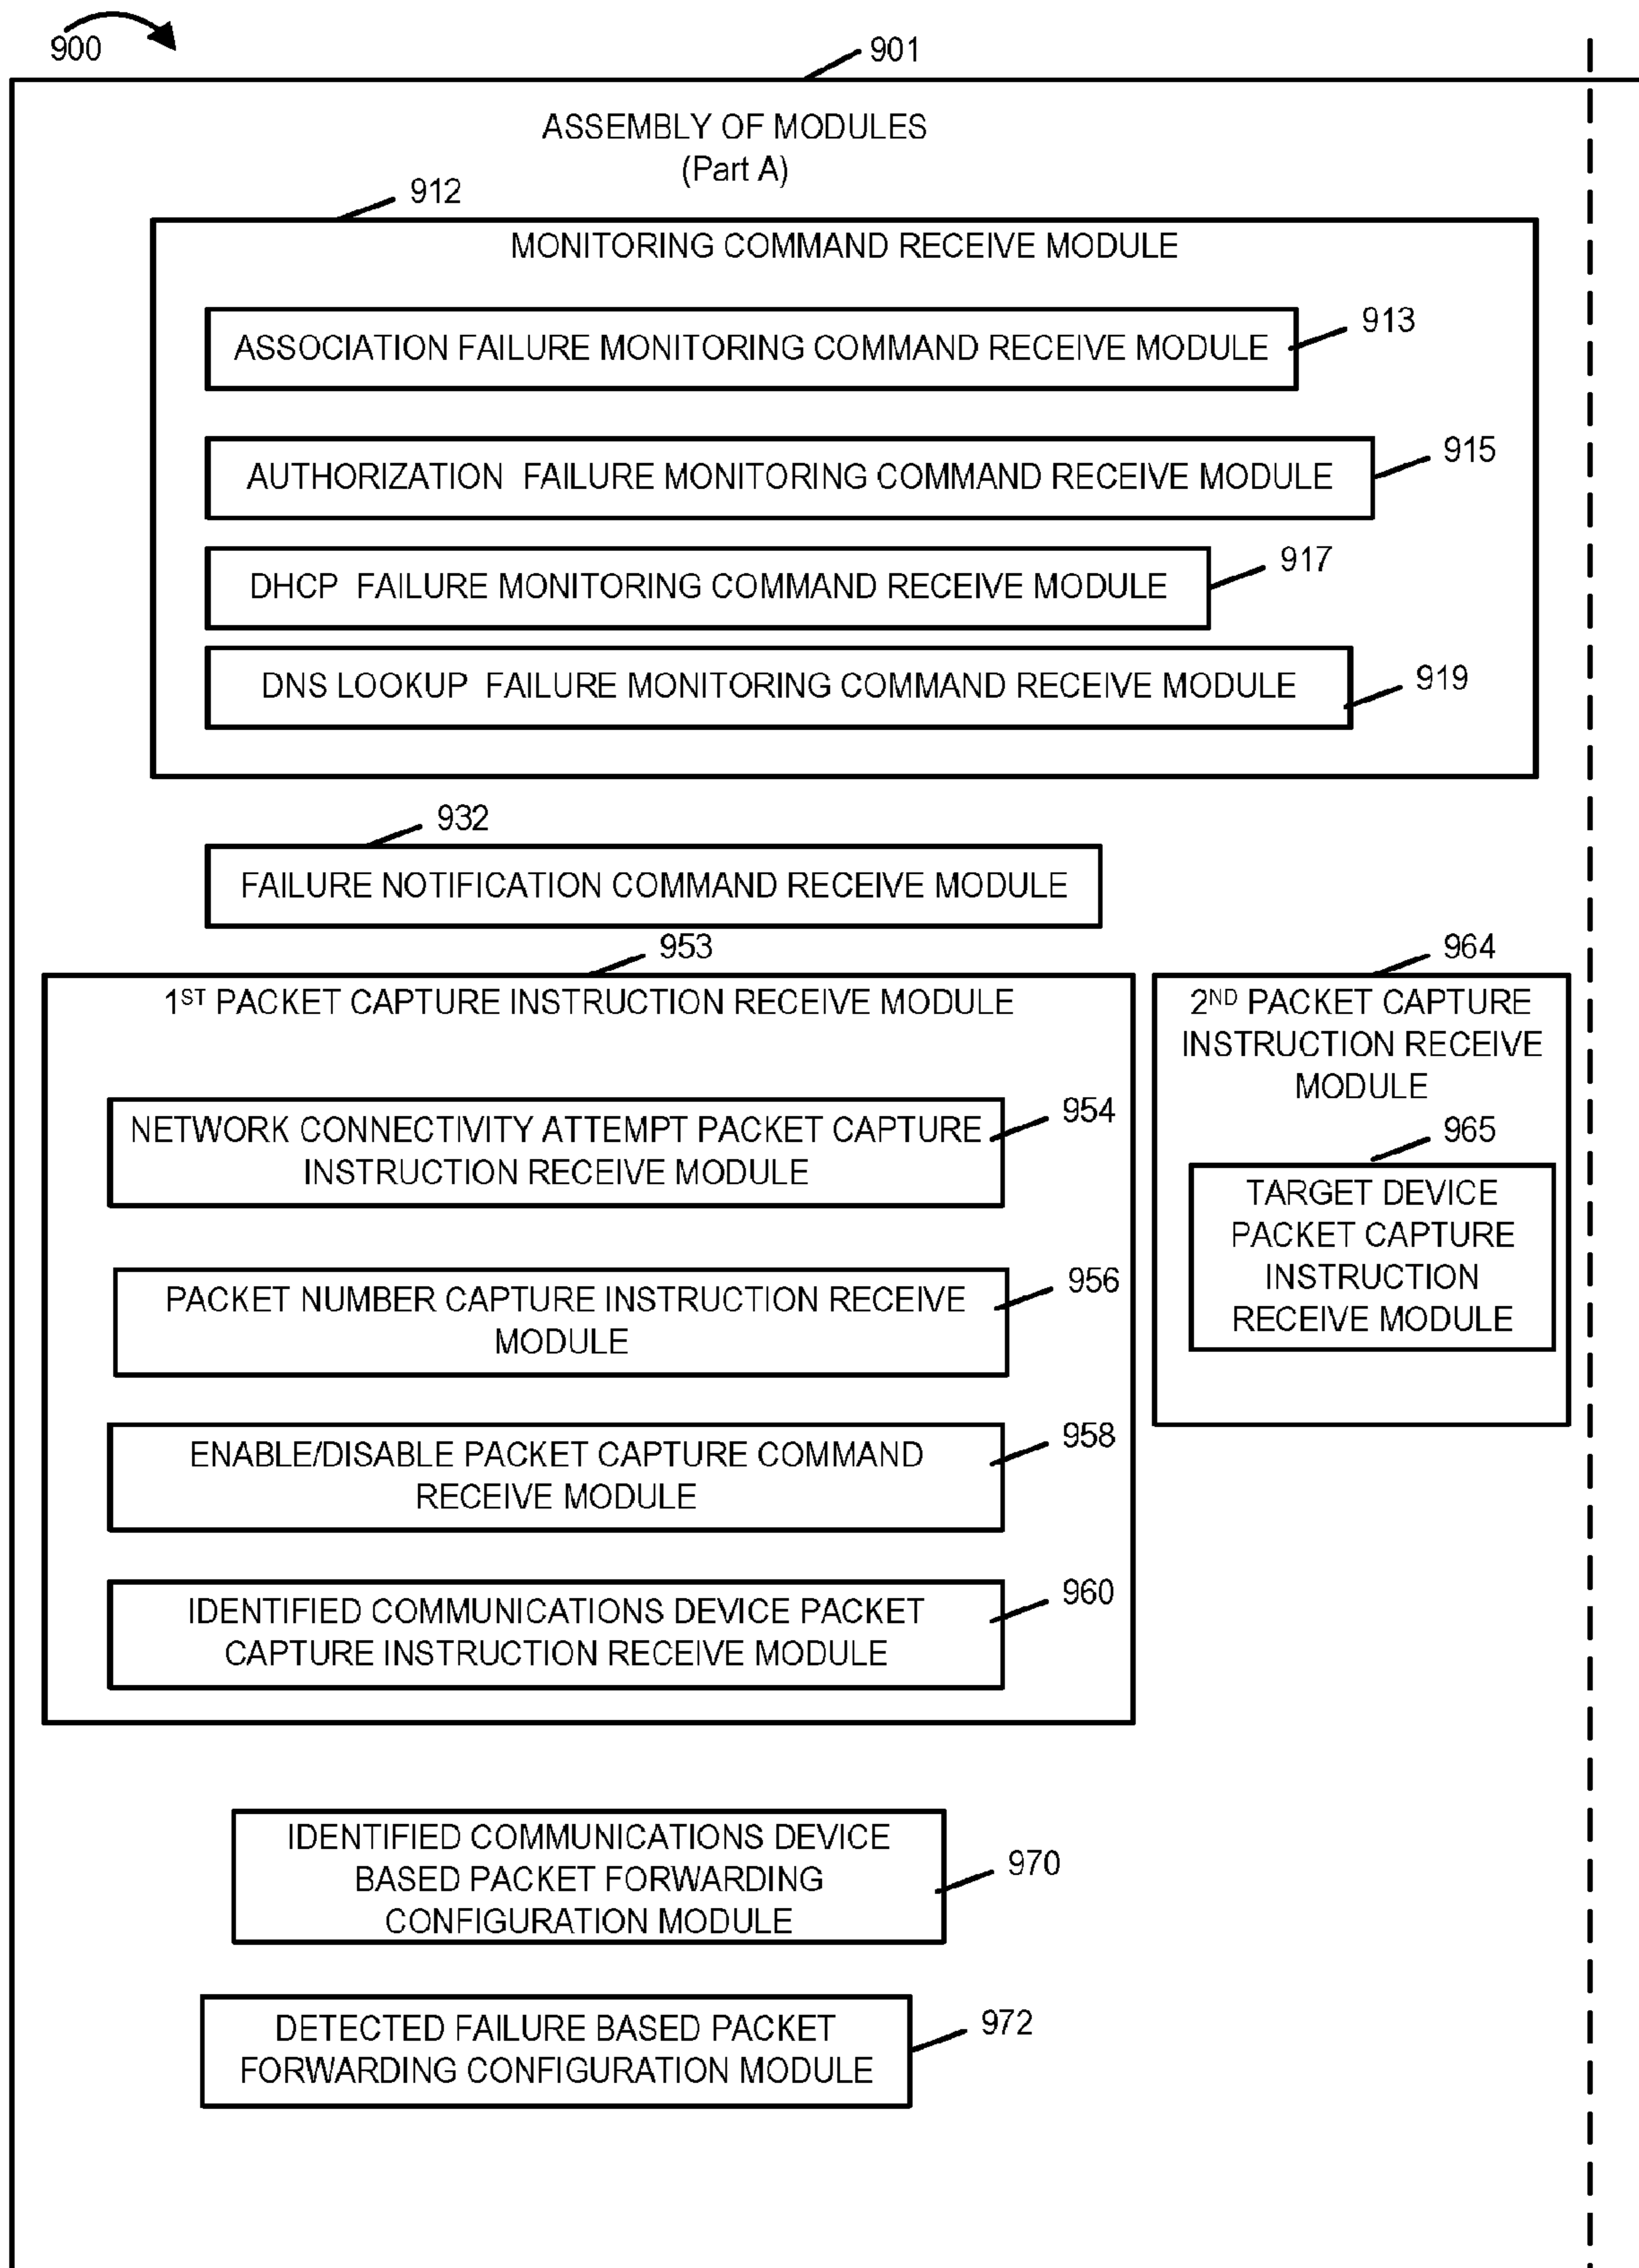 900
901
ASSEMBLY OF MODULES
(Part A)
912
MONITORING COMMAND RECEIVE MODULE
913
ASSOCIATION FAILURE MONITORING COMMAND RECEIVE MODULE
915
AUTHORIZATION FAILURE MONITORING COMMAND RECEIVE MODULE
917
DHCP FAILURE MONITORING COMMAND RECEIVE MODULE
919
DNS LOOKUP FAILURE MONITORING COMMAND RECEIVE MODULE
932
FAILURE NOTIFICATION COMMAND RECEIVE MODULE
953
1ST PACKET CAPTURE INSTRUCTION RECEIVE MODULE
954
NETWORK CONNECTIVITY ATTEMPT PACKET CAPTURE
INSTRUCTION RECEIVE MODULE
956
PACKET NUMBER CAPTURE INSTRUCTION RECEIVE
MODULE
958
ENABLE/DISABLE PACKET CAPTURE COMMAND
RECEIVE MODULE
960
IDENTIFIED COMMUNICATIONS DEVICE PACKET
CAPTURE INSTRUCTION RECEIVE MODULE
964
2ND PACKET CAPTURE
INSTRUCTION RECEIVE
MODULE
965
TARGET DEVICE
PACKET CAPTURE
INSTRUCTION
RECEIVE MODULE
IDENTIFIED COMMUNICATIONS DEVICE
BASED PACKET FORWARDING
CONFIGURATION MODULE
970
DETECTED FAILURE BASED PACKET
FORWARDING CONFIGURATION MODULE
972